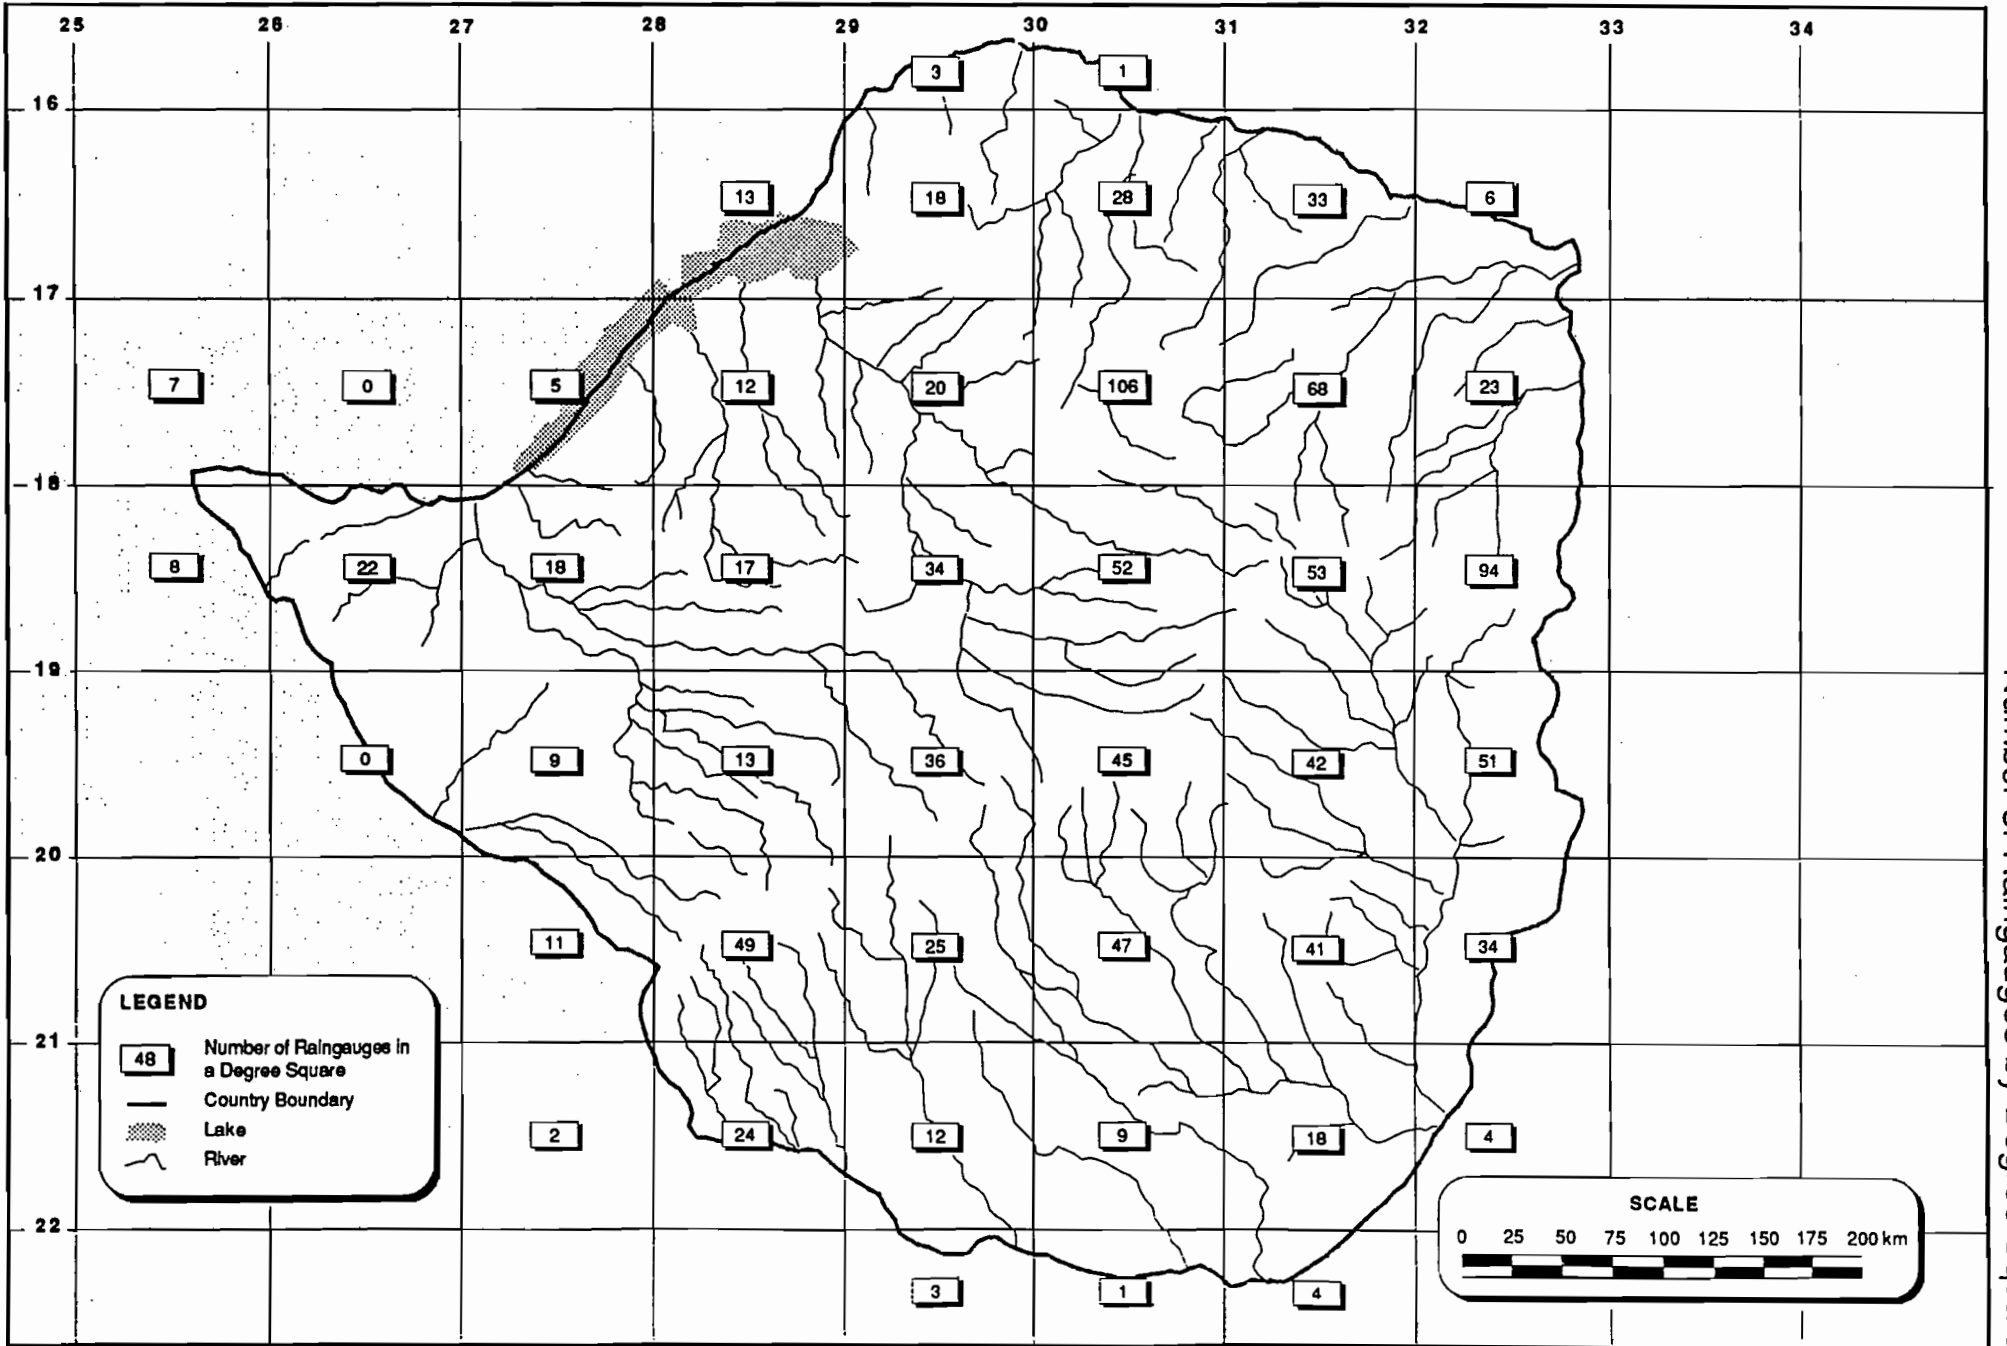 25 26 27 28 29 30 31 32 33 34
3 1
16
13 18 28 33 6
17
7 0 5 12 20 106 68 23
18
8 22 18 17 34 52 53 94
19
0 9 13 36 45 42 51
20
11 49 25 47 41 34
LEGEND
48 Number of Raingauges in
a Degree Square
Country Boundary
Lake
River
21
2 24 12 9 18 4
22
3 1 4
SCALE
0 25 50 75 100 125 150 175 200 km